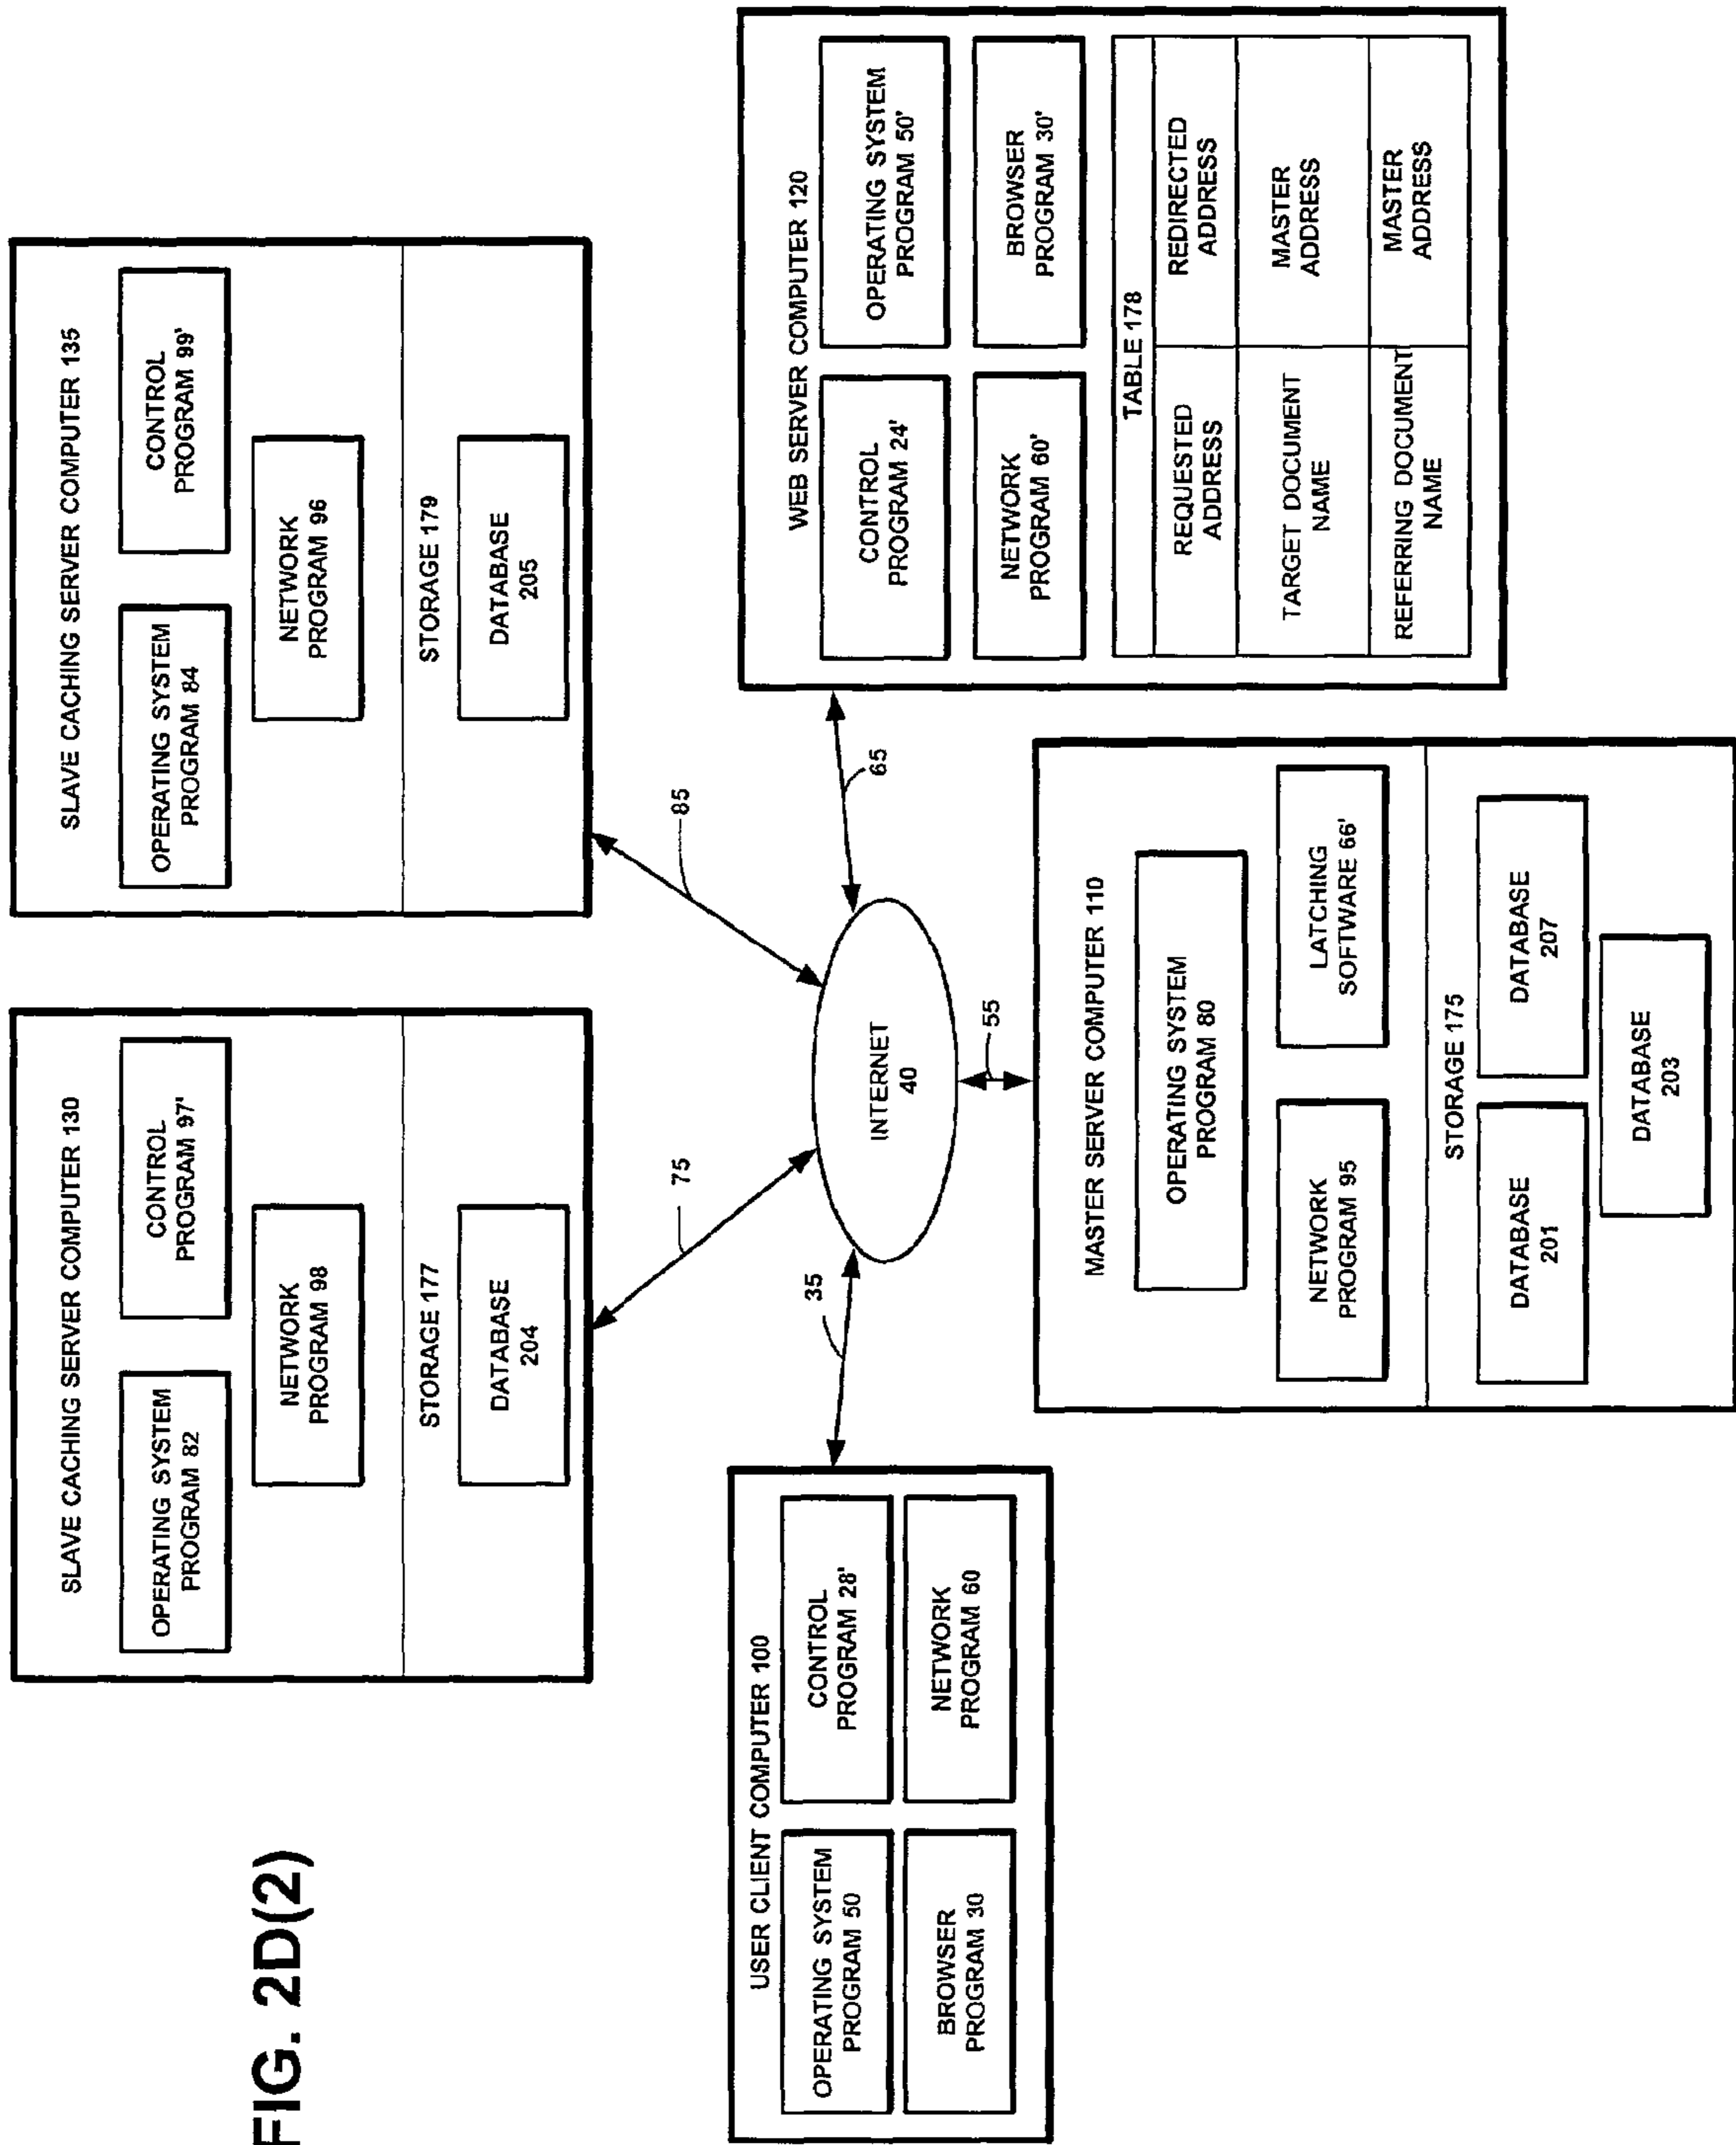 FIG. 2D(2)
SLAVE CACHING SERVER COMPUTER 130
OPERATING SYSTEM
PROGRAM 82
CONTROL
PROGRAM 97'
NETWORK
PROGRAM 98
STORAGE 177
DATABASE
204
SLAVE CACHING SERVER COMPUTER 135
OPERATING SYSTEM
PROGRAM 84
CONTROL
PROGRAM 99'
NETWORK
PROGRAM 96
STORAGE 179
DATABASE
205
75
85
35
INTERNET
40
65
55
USER CLIENT COMPUTER 100
OPERATING SYSTEM
PROGRAM 50
CONTROL
PROGRAM 28'
BROWSER
PROGRAM 30
NETWORK
PROGRAM 60
MASTER SERVER COMPUTER 110
OPERATING SYSTEM
PROGRAM 80
NETWORK
PROGRAM 95
LATCHING
SOFTWARE 66'
STORAGE 175
DATABASE
201
DATABASE
207
DATABASE
203
WEB SERVER COMPUTER 120
CONTROL
PROGRAM 24'
OPERATING SYSTEM
PROGRAM 50'
NETWORK
PROGRAM 60'
BROWSER
PROGRAM 30'
TABLE 178
REQUESTED
ADDRESS
REDIRECTED
ADDRESS
TARGET DOCUMENT
NAME
MASTER
ADDRESS
REFERRING DOCUMENT
NAME
MASTER
ADDRESS